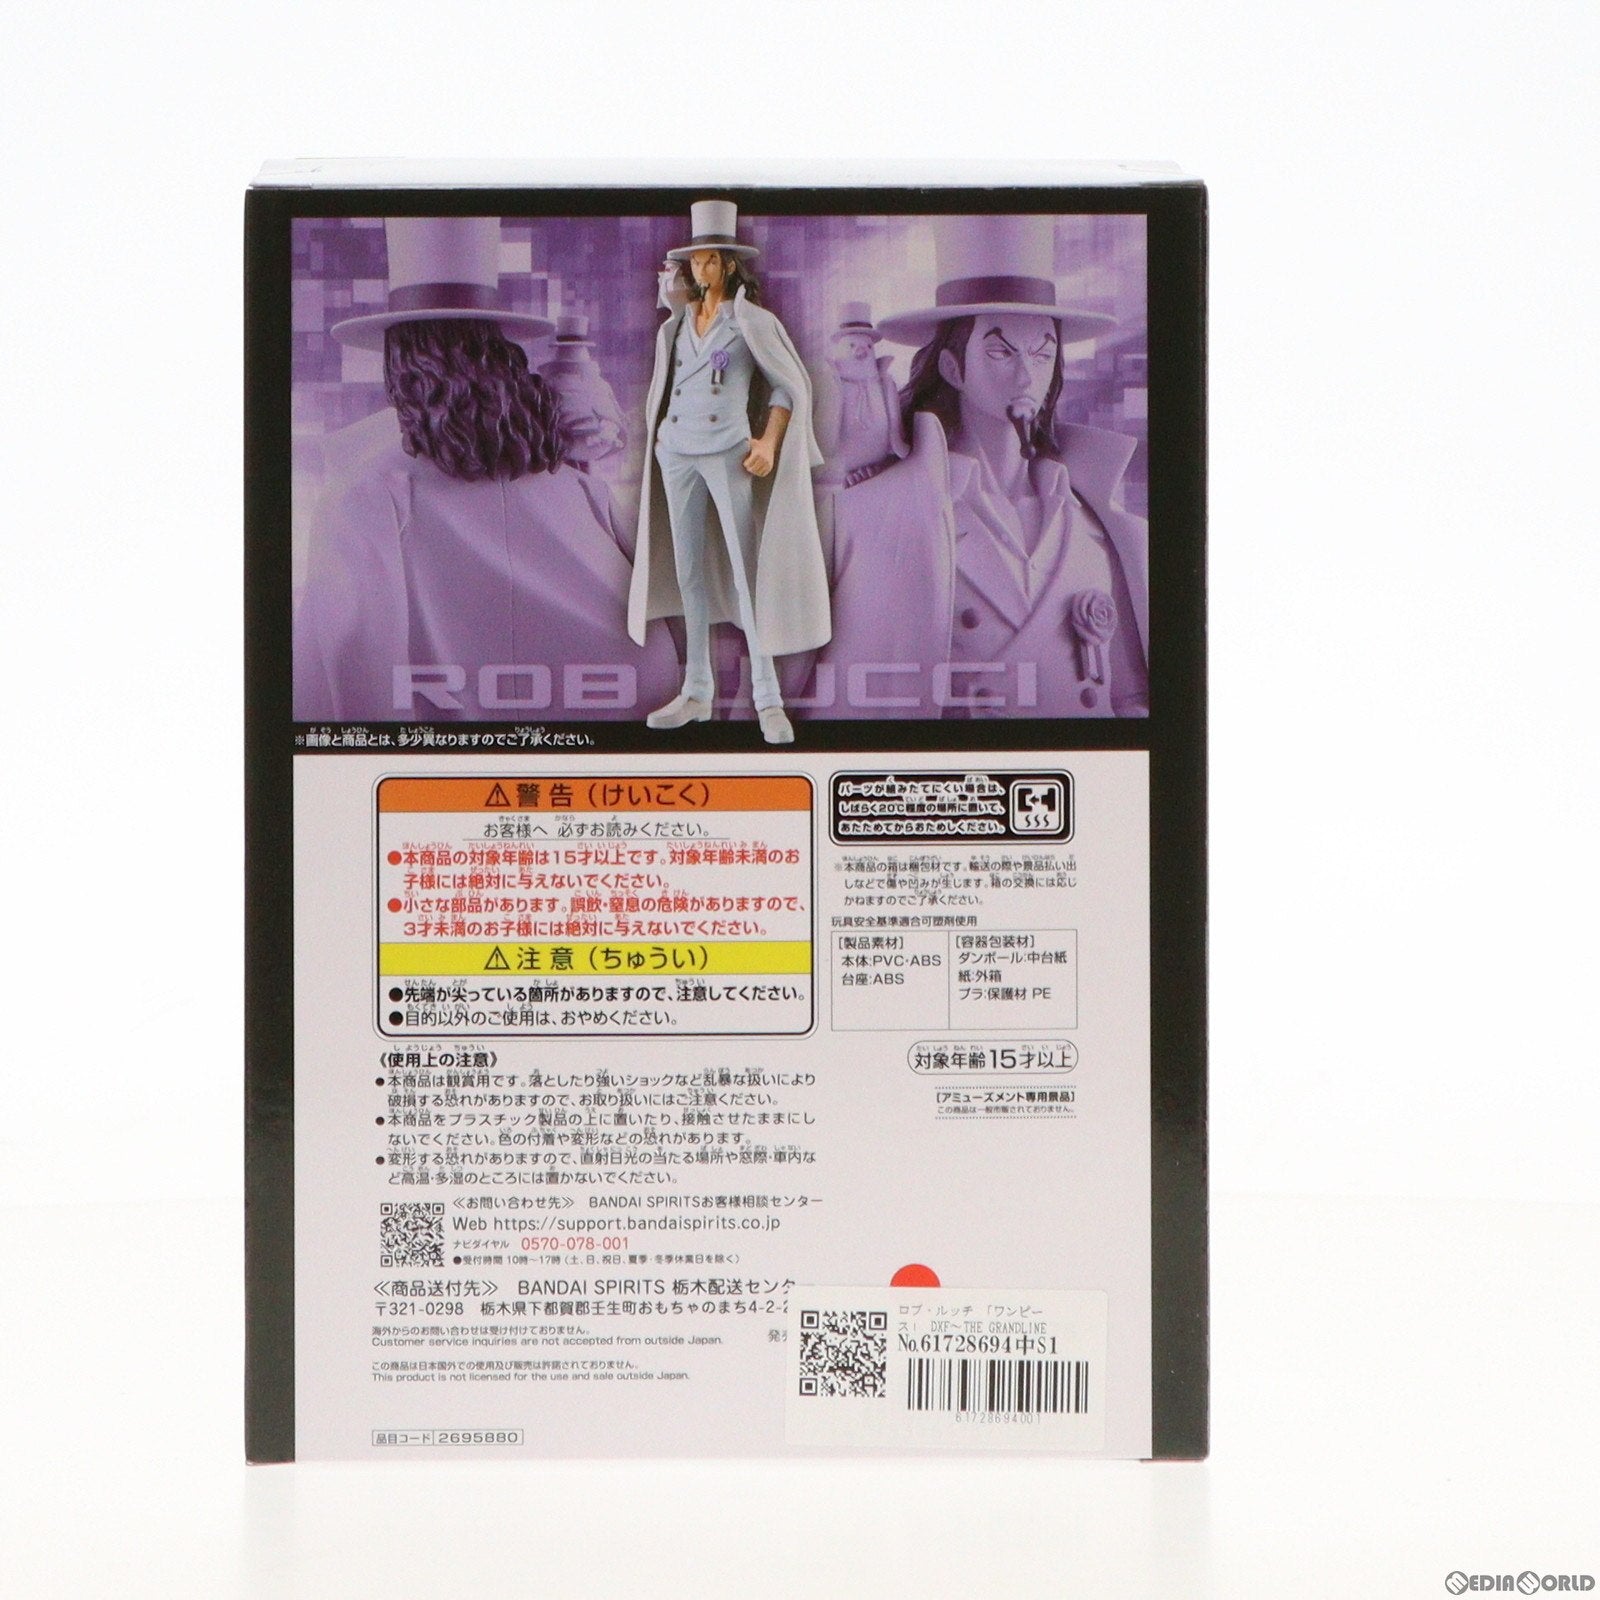 ROB LUCCI
※画像と商品とは、多少異なりますのでご了承ください。
⚠警告(けいこく)
お客様へ 必ずお読みください。
●本商品の対象年齢は15才以上です。対象年齢未満のお
子様には絶対に与えないでください。
●小さな部品があります。誤飲・窒息の危険がありますので、
3才未満のお子様には絶対に与えないでください。
⚠注意(ちゅうい)
●先端が尖っている箇所がありますので、注意してください。
●目的以外のご使用は、おやめください。
《使用上の注意》
●本商品は観賞用です。落としたり強いショックなど乱暴な扱いにより
破損する恐れがありますので、お取り扱いにはご注意ください。
●本商品をプラスチック製品の上に置いたり、接触させたままにし
ないでください。色の付着や変形などの恐れがあります。
●変形する恐れがありますので、直射日光の当たる場所や窓際・車内な
ど高温・多湿のところには置かないでください。
≪お問い合わせ先≫ BANDAI SPIRITSお客様相談センター
Web https://support.bandaispirits.co.jp
ナビダイヤル 0570-078-001
●受付時間 10時〜17時(土、日、祝日、夏季・冬季休業日を除く)
≪商品送付先≫ BANDAI SPIRITS 栃木配送センター
〒321-0298 栃木県下都賀郡壬生町おもちゃのまち4-2-2
海外からのお問い合わせは受け付けておりません。
Customer service inquiries are not accepted from outside Japan.
発売
この商品は日本国外での使用及び販売は許諾されておりません。
This product is not licensed for the use and sale outside Japan.
品目コード 2695880
パーツが組みたてにくい場合は、
しばらく20℃程度の場所に置いて、
あたためてからおためしください。
※本商品の箱は梱包材です。輸送の際や景品払い出
しなどで傷や凹みが生じます。箱の交換には応じ
かねますのでご了承ください。
玩具安全基準適合可塑剤使用
[製品素材]
本体:PVC・ABS
台座:ABS
[容器包装材]
ダンボール:中台紙
紙:外箱
プラ:保護材 PE
対象年齢15才以上
[アミューズメント専用景品]
この商品は一般市販されておりません。
ロブ・ルッチ 「ワンピー
ス」 DXF〜THE GRANDLINE
No.61728694中S1
61728694001
MEDIAWORLD